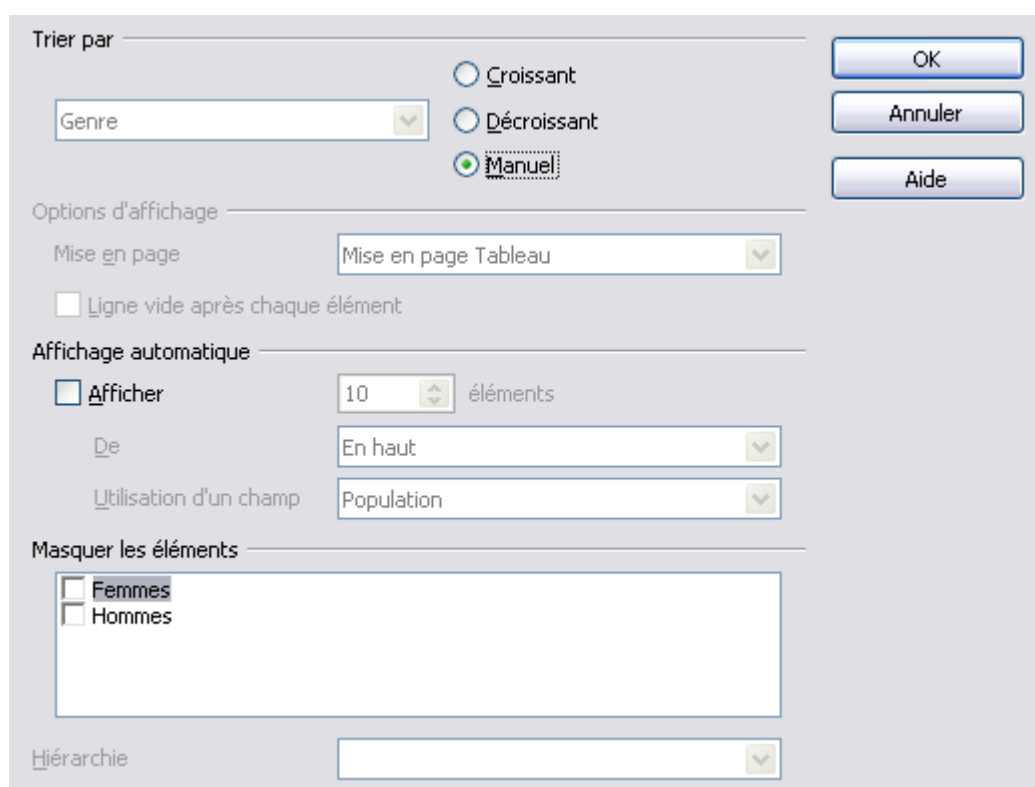 Trier par
OK
Croissant
Genre
Décroissant
Annuler
Manuel
Aide
Options d'affichage
Mise en page
Mise en page Tableau
Ligne vide après chaque élément
Affichage automatique
Afficher
10
éléments
De
En haut
Utilisation d'un champ
Population
Masquer les éléments
Femmes
Hommes
Hiérarchie